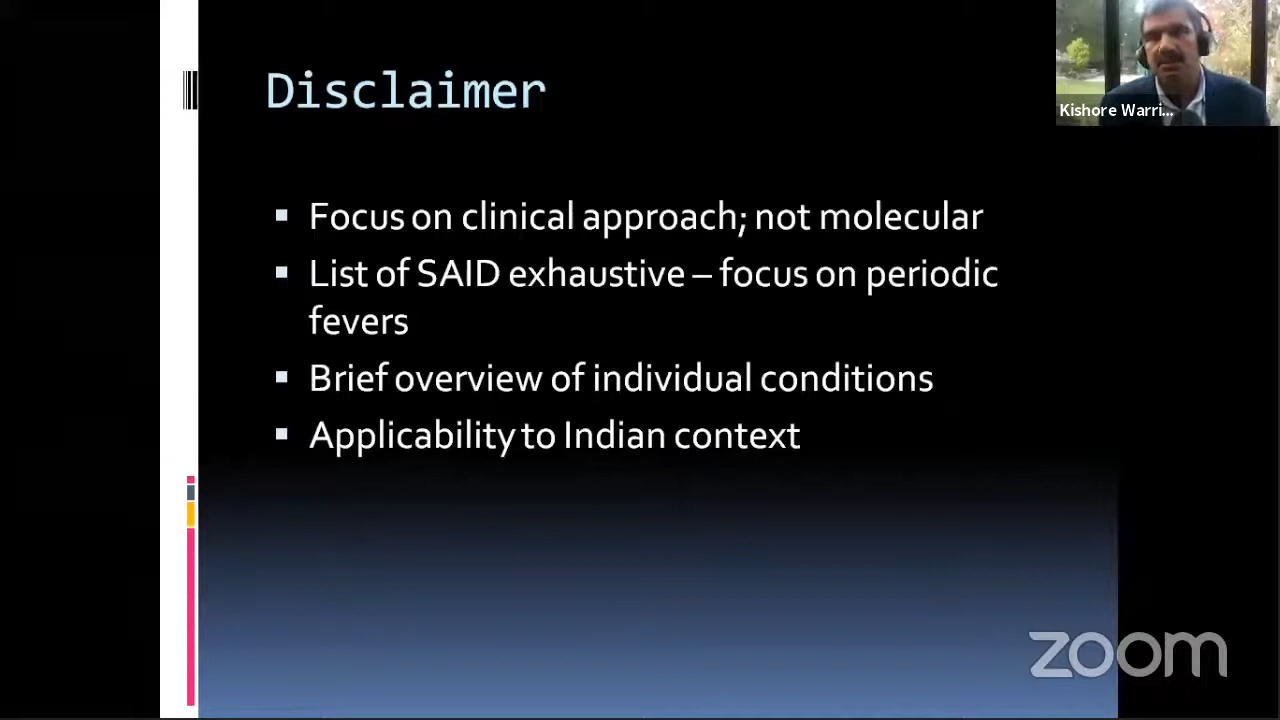 Disclaimer
Kishore Warri...
▪ Focus on clinical approach; not molecular
▪ List of SAID exhaustive – focus on periodic
fevers
▪ Brief overview of individual conditions
▪ Applicability to Indian context
zoom